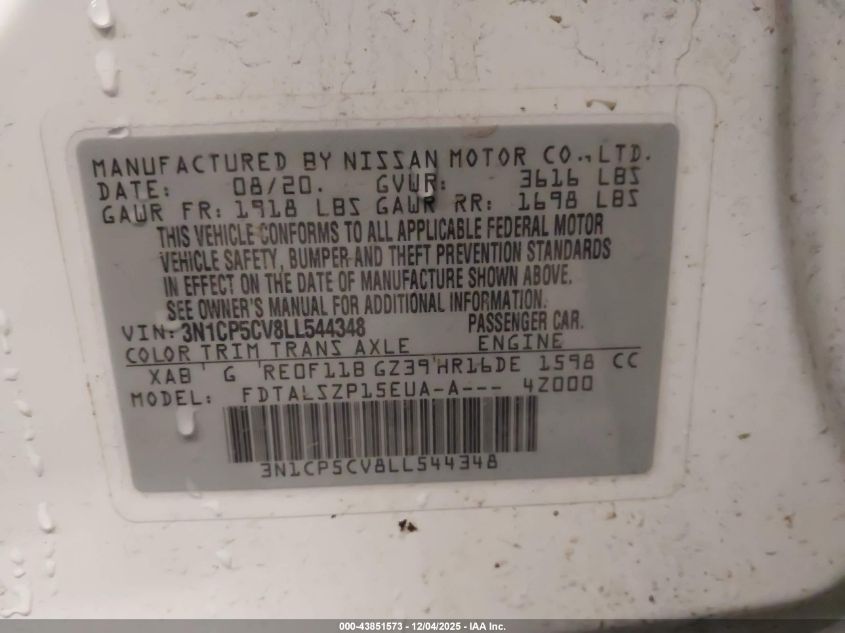 MANUFACTURED BY NISSAN MOTOR CO., LTD.
DATE: 08/20. GVWR: 3616 LBS
GAWR FR: 1918 LBS GAWR RR: 1698 LBS
THIS VEHICLE CONFORMS TO ALL APPLICABLE FEDERAL MOTOR
VEHICLE SAFETY, BUMPER AND THEFT PREVENTION STANDARDS
IN EFFECT ON THE DATE OF MANUFACTURE SHOWN ABOVE.
SEE OWNER'S MANUAL FOR ADDITIONAL INFORMATION.
VIN: 3N1CP5CV8LL544348 PASSENGER CAR.
COLOR TRIM TRANS AXLE ENGINE
XAB G RE0F11B GZ39 HR16DE 1598 CC
MODEL: FDTALSZP15EUA-A--- 4Z000
3N1CP5CV8LL544348
000-43851573 - 12/04/2025 - IAA Inc.